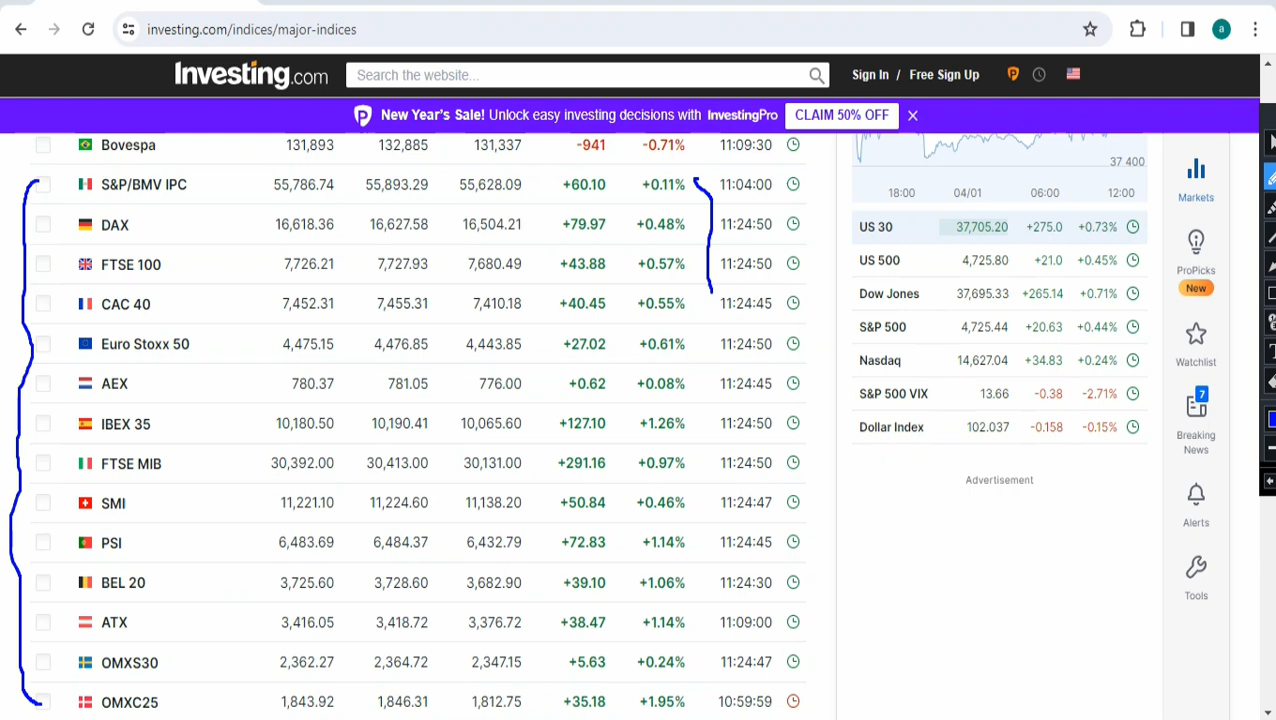 investing.com/indices/major-indices
a
Investing.com
Search the website...
Sign In / Free Sign Up
New Year's Sale! Unlock easy investing decisions with InvestingPro
CLAIM 50% OFF
Bovespa 131,893 132,885 131,337 -941 -0.71% 11:09:30
S&P/BMV IPC 55,786.74 55,893.29 55,628.09 +60.10 +0.11% 11:04:00
DAX 16,618.36 16,627.58 16,504.21 +79.97 +0.48% 11:24:50
FTSE 100 7,726.21 7,727.93 7,680.49 +43.88 +0.57% 11:24:50
CAC 40 7,452.31 7,455.31 7,410.18 +40.45 +0.55% 11:24:45
Euro Stoxx 50 4,475.15 4,476.85 4,443.85 +27.02 +0.61% 11:24:50
AEX 780.37 781.05 776.00 +0.62 +0.08% 11:24:45
IBEX 35 10,180.50 10,190.41 10,065.60 +127.10 +1.26% 11:24:50
FTSE MIB 30,392.00 30,413.00 30,131.00 +291.16 +0.97% 11:24:50
SMI 11,221.10 11,224.60 11,138.20 +50.84 +0.46% 11:24:47
PSI 6,483.69 6,484.37 6,432.79 +72.83 +1.14% 11:24:45
BEL 20 3,725.60 3,728.60 3,682.90 +39.10 +1.06% 11:24:30
ATX 3,416.05 3,418.72 3,376.72 +38.47 +1.14% 11:09:00
OMXS30 2,362.27 2,364.72 2,347.15 +5.63 +0.24% 11:24:47
OMXC25 1,843.92 1,846.31 1,812.75 +35.18 +1.95% 10:59:59
37 400
18:00 04/01 06:00 12:00
US 30 37,705.20 +275.0 +0.73%
US 500 4,725.80 +21.0 +0.45%
Dow Jones 37,695.33 +265.14 +0.71%
S&P 500 4,725.44 +20.63 +0.44%
Nasdaq 14,627.04 +34.83 +0.24%
S&P 500 VIX 13.66 -0.38 -2.71%
Dollar Index 102.037 -0.158 -0.15%
Advertisement
Markets
ProPicks
New
Watchlist
7
Breaking
News
Alerts
Tools